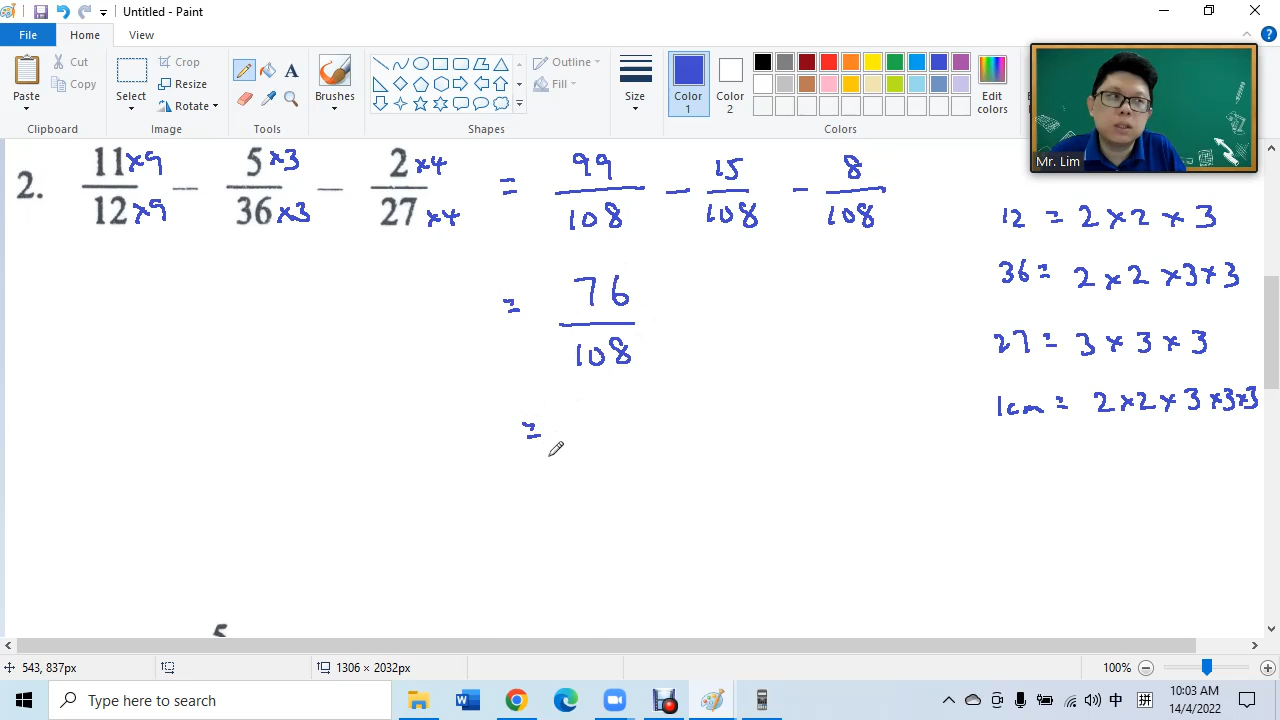 Untitled - Paint
File Home View
Paste Cut Copy Clipboard
Select Crop Resize Rotate Image
Tools
Brushes
Shapes
Outline Fill
Size
Color 1 Color 2 Edit colors Colors
Mr. Lim
2. 11/12 ×9/×9 − 5/36 ×3/×3 − 2/27 ×4/×4 = 99/108 − 15/108 − 8/108
= 76/108
=
12 = 2 × 2 × 3
36 = 2 × 2 × 3 × 3
27 = 3 × 3 × 3
lcm = 2 × 2 × 3 × 3 × 3
543, 837px 1306 × 2032px 100%
Type here to search
中 拼 10:03 AM
14/4/2022